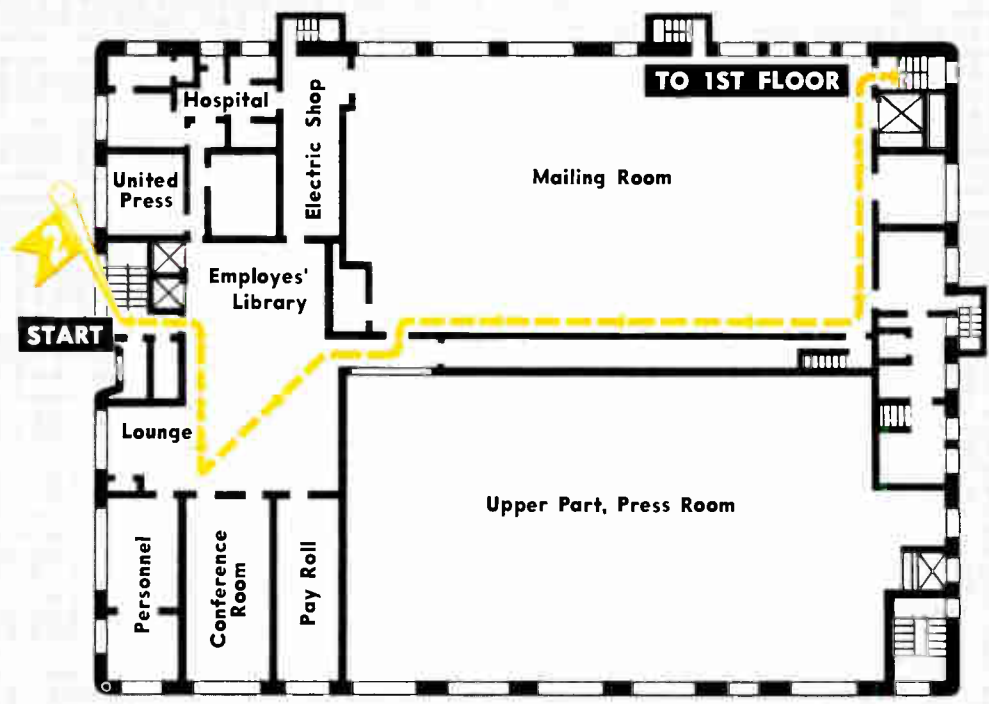 TO 1ST FLOOR
Hospital
Electric Shop
Mailing Room
United
Press
2
Employes'
Library
START
Lounge
Upper Part, Press Room
Personnel
Conference
Room
Pay Roll